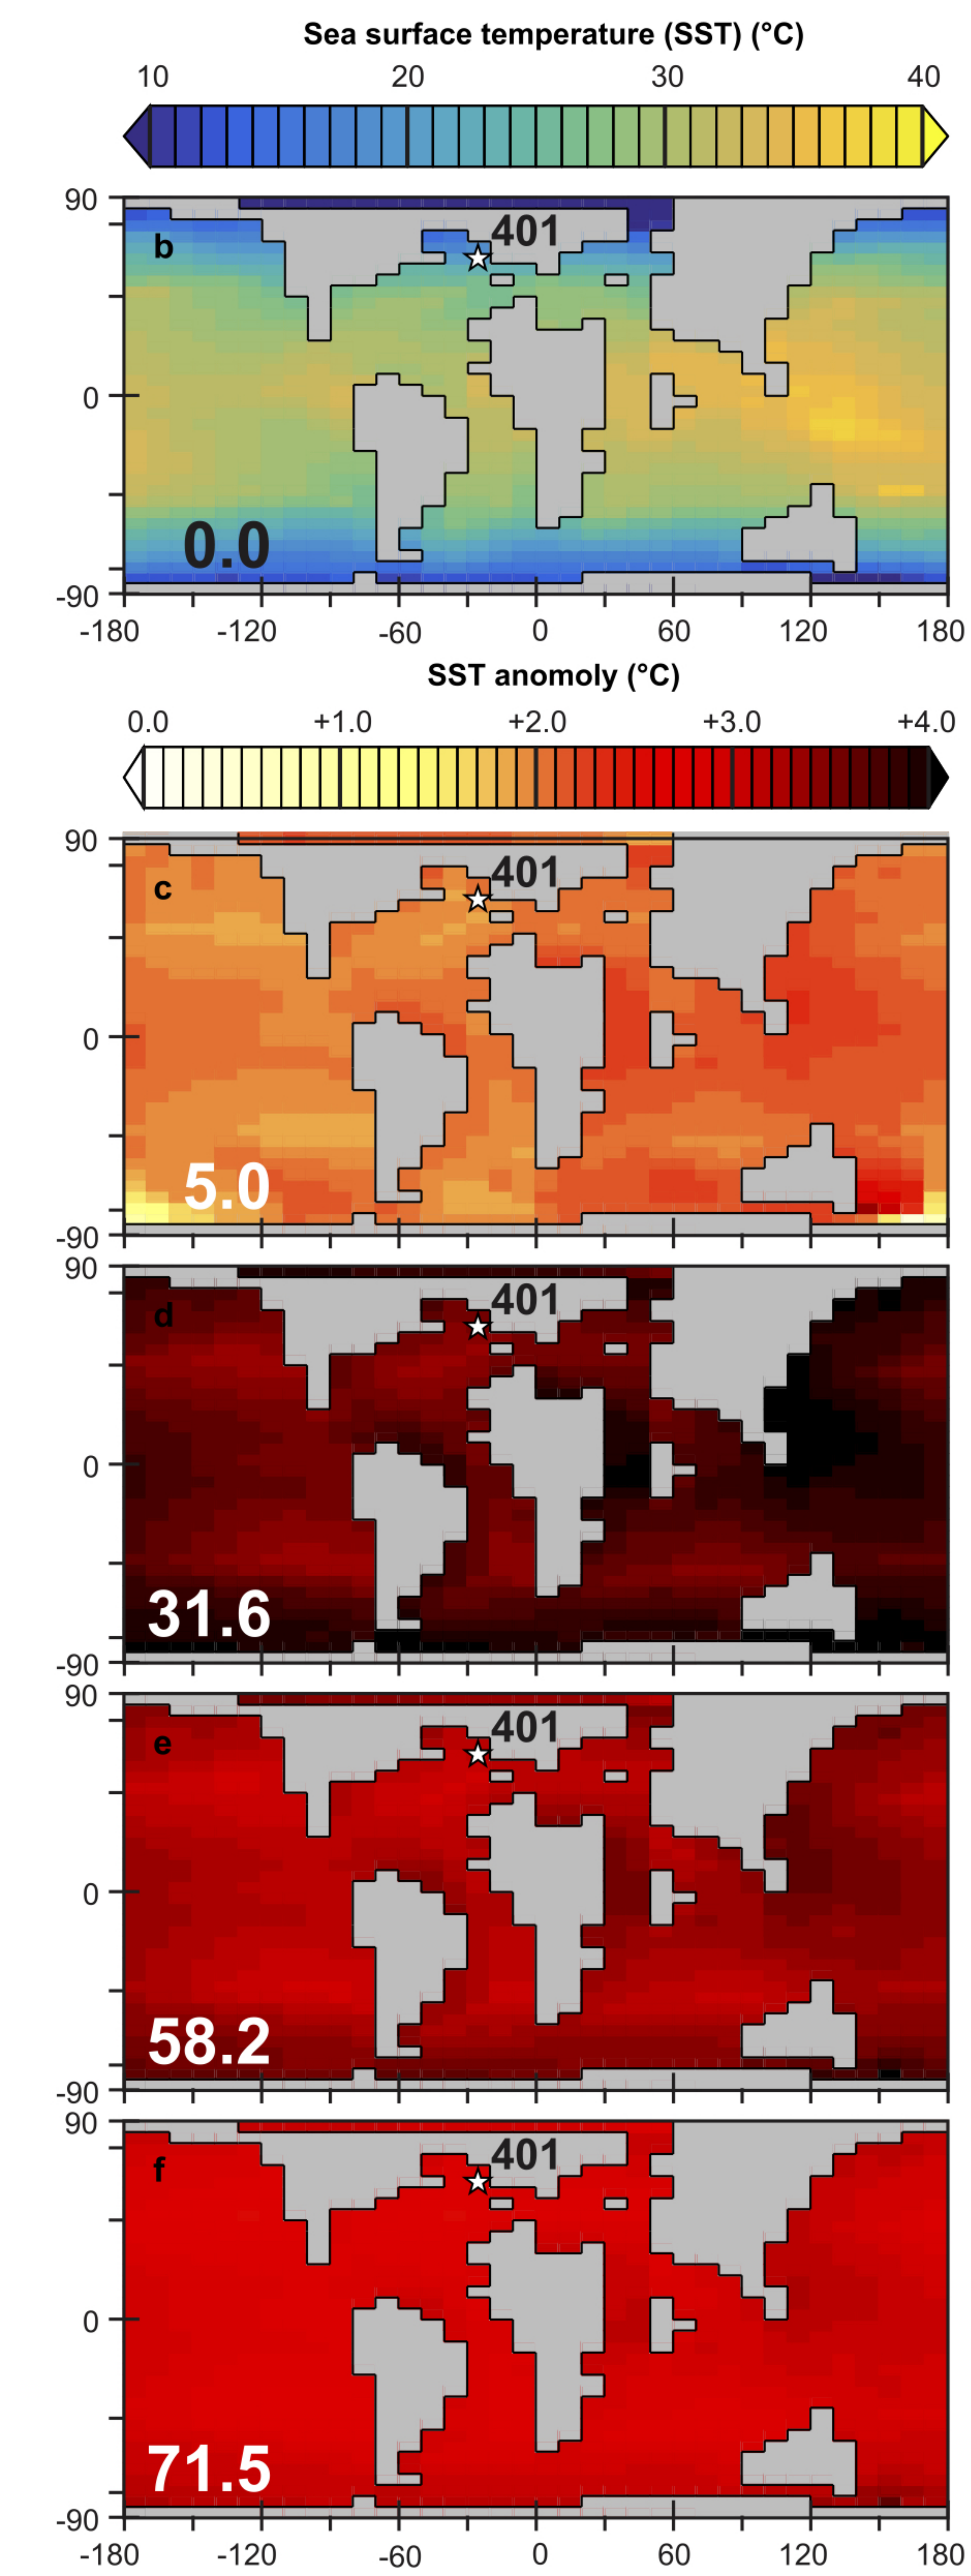 Sea surface temperature (SST) (°C)
10 20 30 40
90
b
401
0
0.0
-90
-180 -120 -60 0 60 120 180
SST anomoly (°C)
0.0 +1.0 +2.0 +3.0 +4.0
90
c
401
0
5.0
-90
90
d
401
0
31.6
-90
90
e
401
0
58.2
-90
90
f
401
0
71.5
-90
-180 -120 -60 0 60 120 180